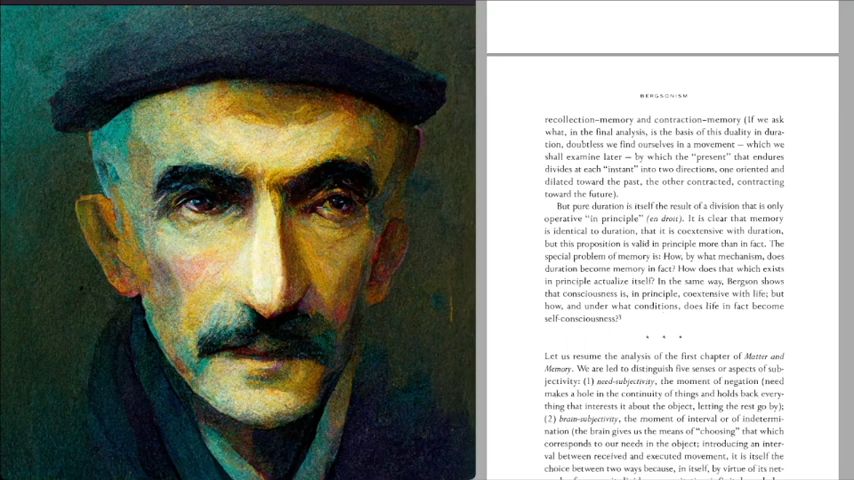 BERGSONISM
recollection-memory and contraction-memory (If we ask
what, in the final analysis, is the basis of this duality in dura-
tion, doubtless we find ourselves in a movement — which we
shall examine later — by which the “present” that endures
divides at each “instant” into two directions, one oriented and
dilated toward the past, the other contracted, contracting
toward the future).
But pure duration is itself the result of a division that is only
operative “in principle” (en droit). It is clear that memory
is identical to duration, that it is coextensive with duration,
but this proposition is valid in principle more than in fact. The
special problem of memory is: How, by what mechanism, does
duration become memory in fact? How does that which exists
in principle actualize itself? In the same way, Bergson shows
that consciousness is, in principle, coextensive with life; but
how, and under what conditions, does life in fact become
self-consciousness?³
* * *
Let us resume the analysis of the first chapter of Matter and
Memory. We are led to distinguish five senses or aspects of sub-
jectivity: (1) need-subjectivity, the moment of negation (need
makes a hole in the continuity of things and holds back every-
thing that interests it about the object, letting the rest go by);
(2) brain-subjectivity, the moment of interval or of indetermi-
nation (the brain gives us the means of “choosing” that which
corresponds to our needs in the object; introducing an inter-
val between received and executed movement, it is itself the
choice between two ways because, in itself, by virtue of its net-